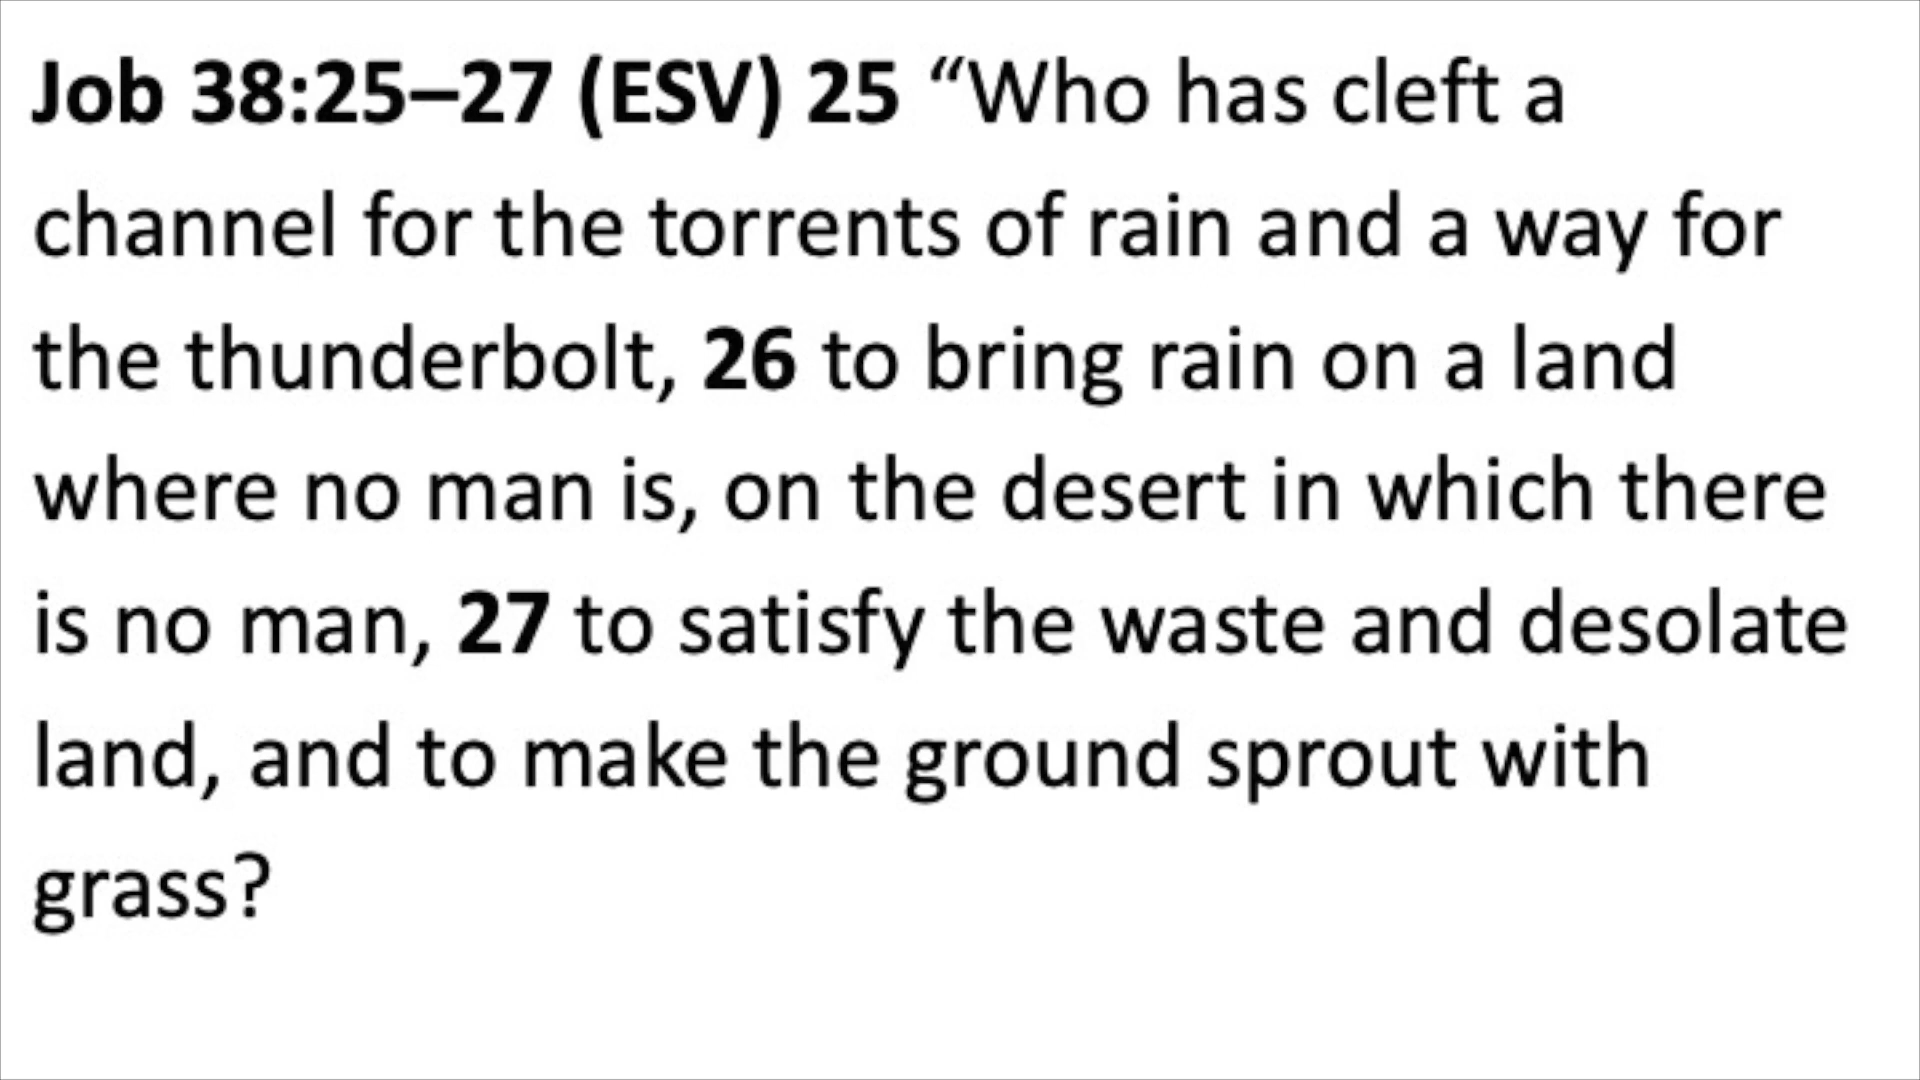 Job 38:25–27 (ESV) 25 “Who has cleft a
channel for the torrents of rain and a way for
the thunderbolt, 26 to bring rain on a land
where no man is, on the desert in which there
is no man, 27 to satisfy the waste and desolate
land, and to make the ground sprout with
grass?